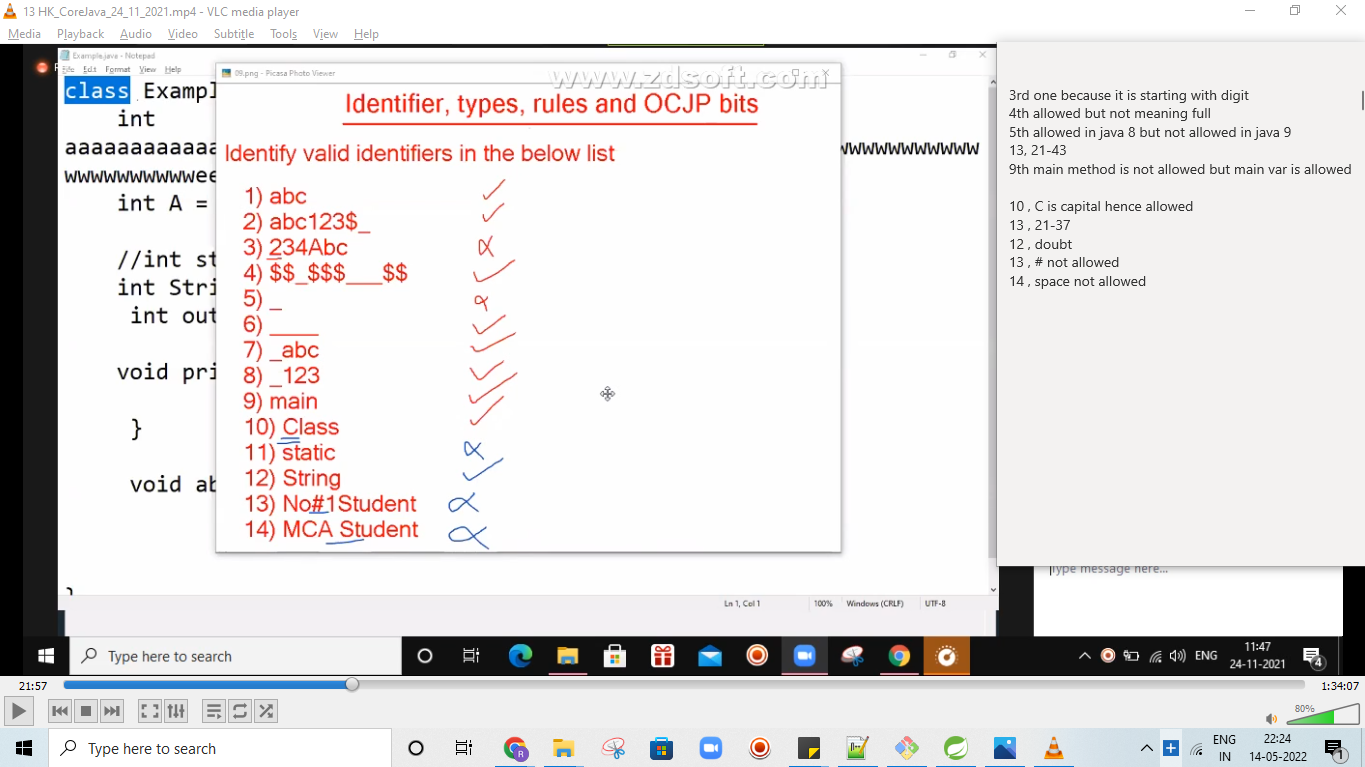 13 HK_CoreJava_24_11_2021.mp4 - VLC media player
Media Playback Audio Video Subtitle Tools View Help
Example.java - Notepad
File Edit Format View Help
09.png - Picasa Photo Viewer
www.zdsoft.com
class Exampl
int
aaaaaaaaaaaa
wwwwwwwwwwwww
wwwwwwwwwwee
int A =
//int st
int Stri
int out
void pri
}
void ab
}
Identifier, types, rules and OCJP bits
Identify valid identifiers in the below list
1) abc
2) abc123$_
3) 234Abc
4) $$_$$$___$$
5) _
6) ____
7) _abc
8) _123
9) main
10) Class
11) static
12) String
13) No#1Student
14) MCA Student
3rd one because it is starting with digit
4th allowed but not meaning full
5th allowed in java 8 but not allowed in java 9
13, 21-43
9th main method is not allowed but main var is allowed
10 , C is capital hence allowed
13 , 21-37
12 , doubt
13 , # not allowed
14 , space not allowed
Type message here...
Ln 1, Col 1 100% Windows (CRLF) UTF-8
Type here to search
ENG
11:47
24-11-2021
4
21:57
1:34:07
80%
Type here to search
ENG
IN
22:24
14-05-2022
1